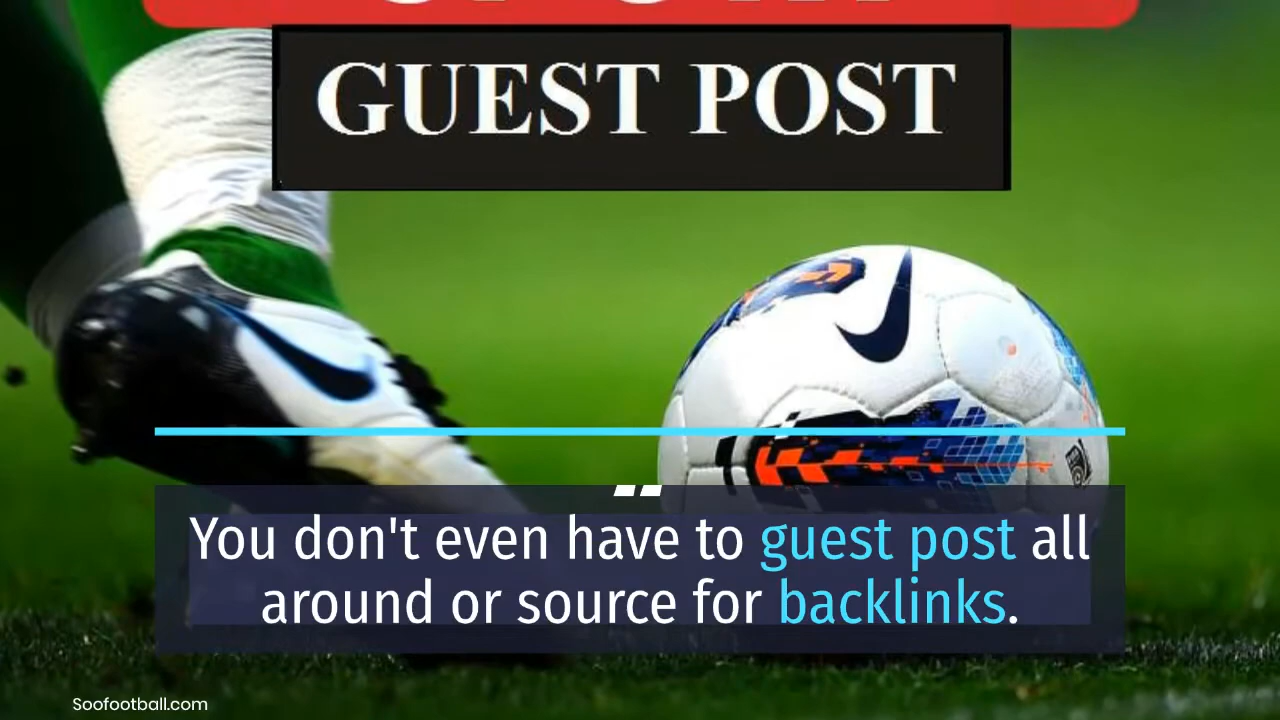 GUEST POST
You don't even have to guest post all
around or source for backlinks.
Soofootball.com